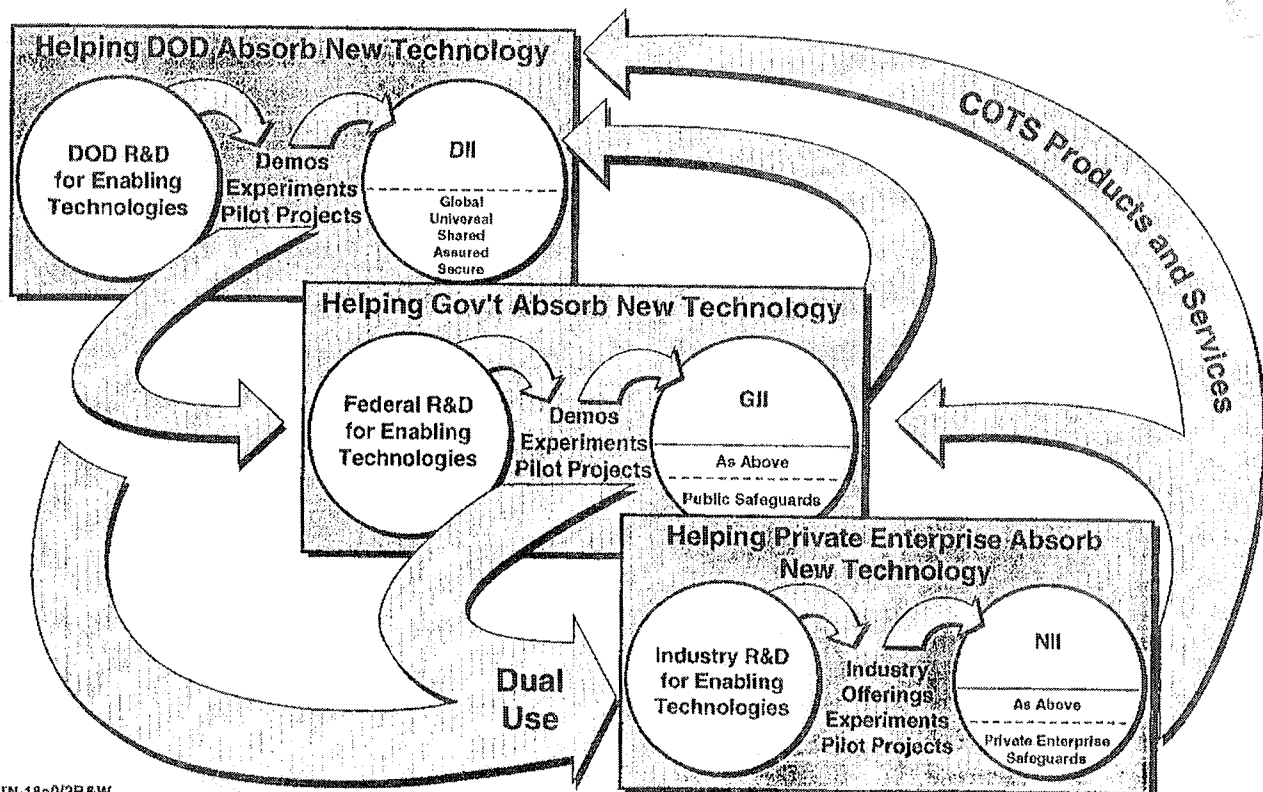 Helping DOD Absorb New Technology
DOD R&D
for Enabling
Technologies
Demos
Experiments
Pilot Projects
DII
Global
Universal
Shared
Assured
Secure
COTS Products and Services
Helping Gov't Absorb New Technology
Federal R&D
for Enabling
Technologies
Demos
Experiments
Pilot Projects
GII
As Above
Public Safeguards
Helping Private Enterprise Absorb
New Technology
Industry R&D
for Enabling
Technologies
Industry
Offerings
Experiments
Pilot Projects
NII
As Above
Private Enterprise
Safeguards
Dual
Use